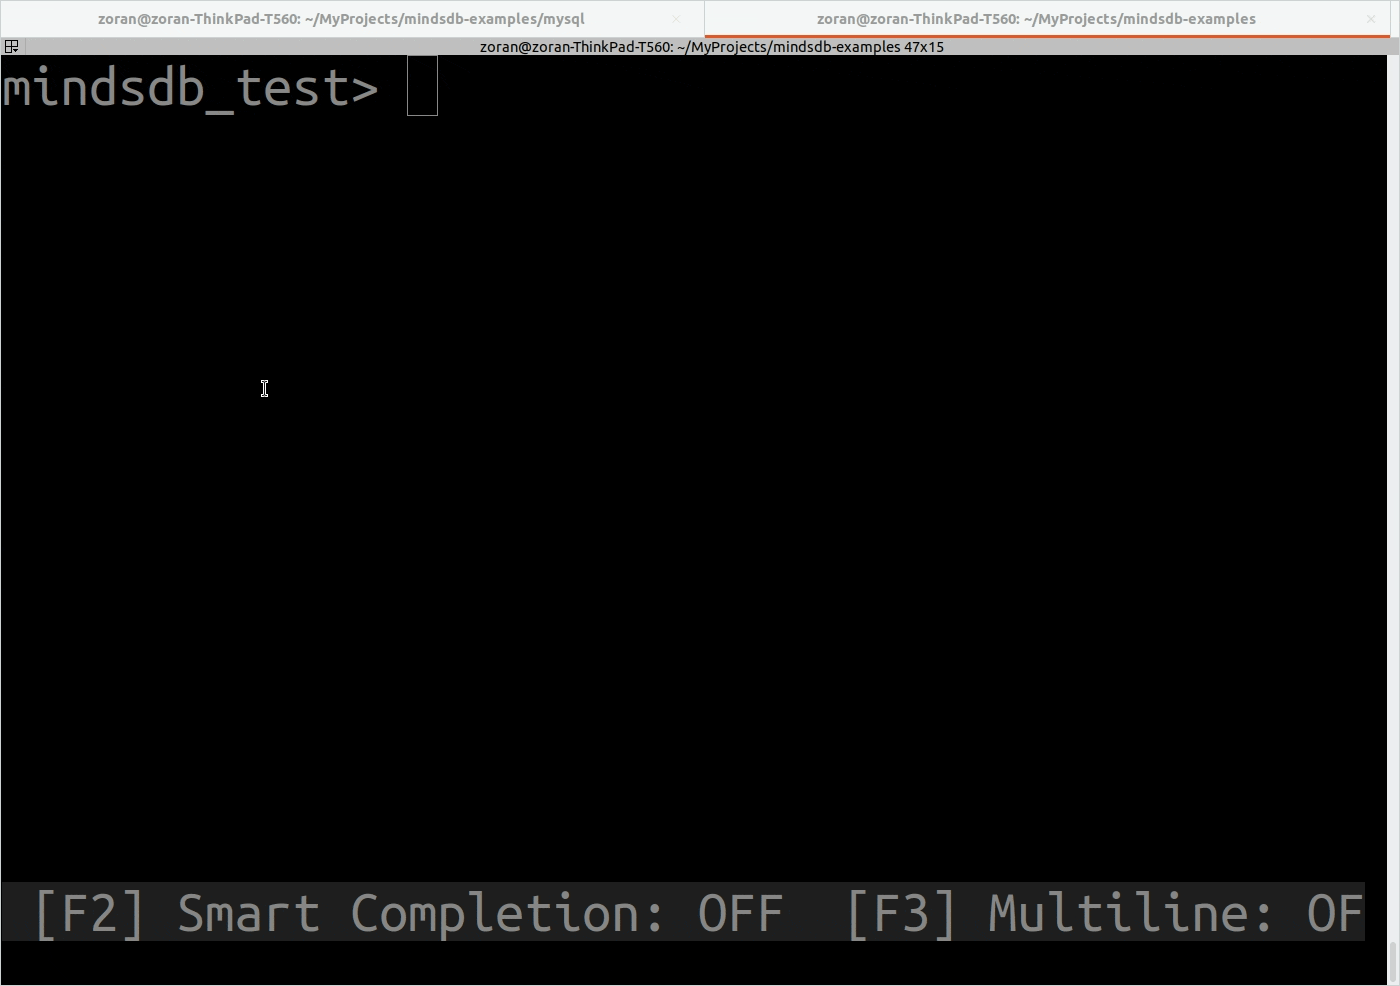 zoran@zoran-ThinkPad-T560: ~/MyProjects/mindsdb-examples/mysql × zoran@zoran-ThinkPad-T560: ~/MyProjects/mindsdb-examples ×
zoran@zoran-ThinkPad-T560: ~/MyProjects/mindsdb-examples 47x15
mindsdb_test>
[F2] Smart Completion: OFF [F3] Multiline: OF